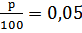 p/100 = 0,05